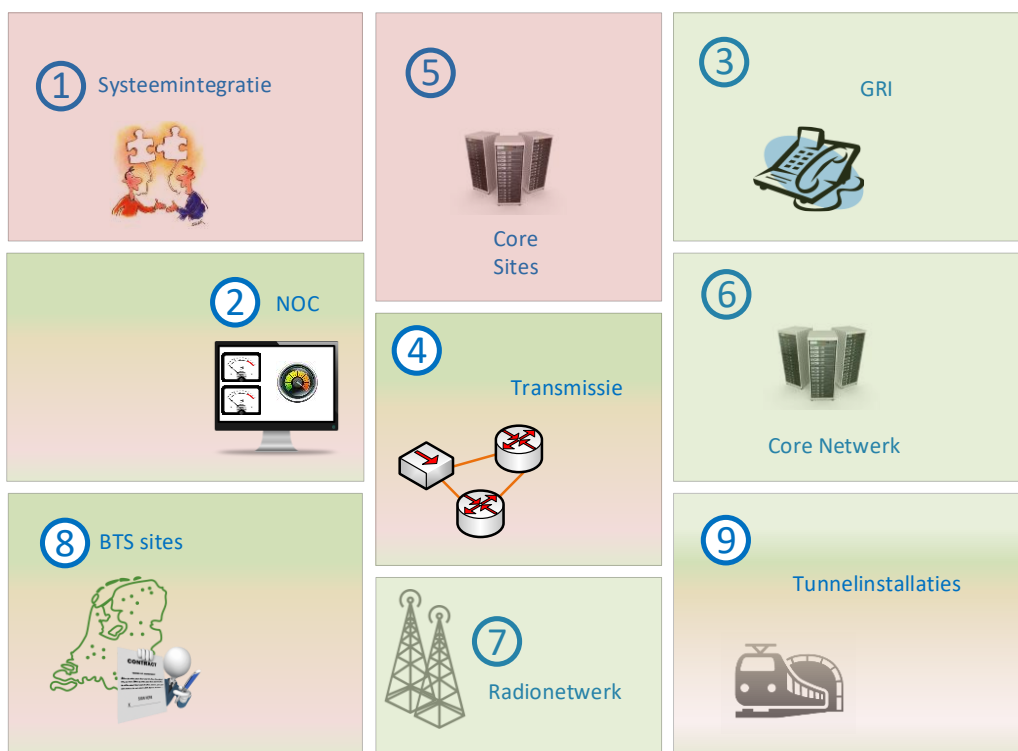 1
Systeemintegratie
5
Core
Sites
3
GRI
2
NOC
4
Transmissie
6
Core Netwerk
8
BTS sites
CONTRACT
7
Radionetwerk
9
Tunnelinstallaties